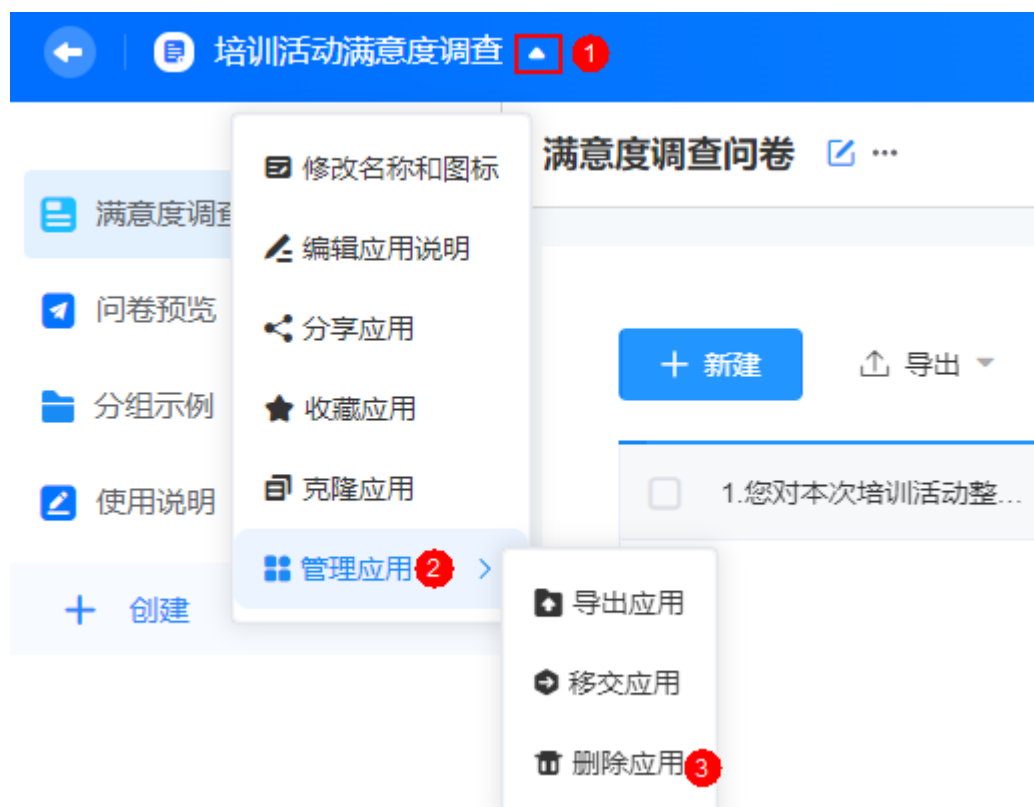 培训活动满意度调查 1
满意度调查问卷 ...
修改名称和图标
满意度调
编辑应用说明
问卷预览
分享应用
新建
导出
分组示例
收藏应用
使用说明
克隆应用
1.您对本次培训活动整...
管理应用 2
创建
导出应用
移交应用
删除应用 3